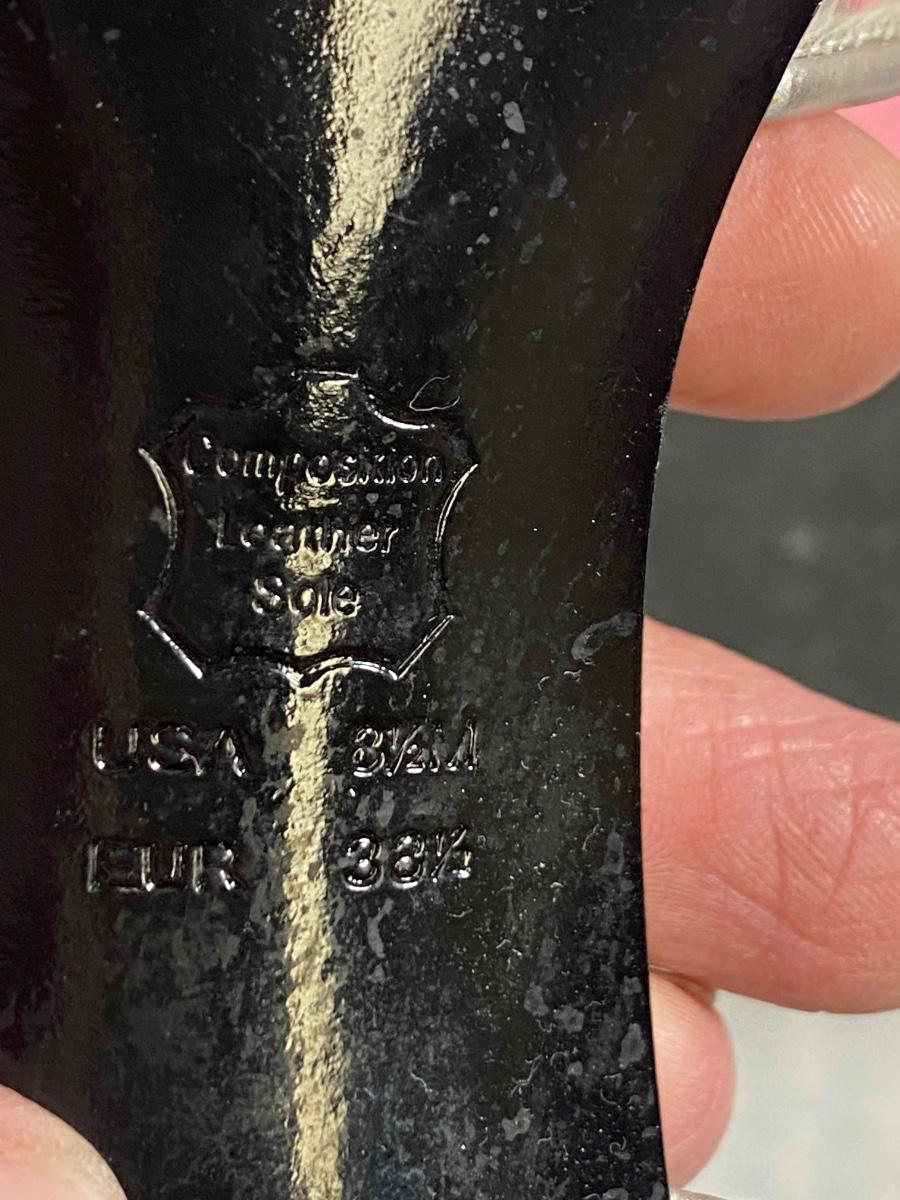 Composition
Leather
Sole
USA 8½M
EUR 38½